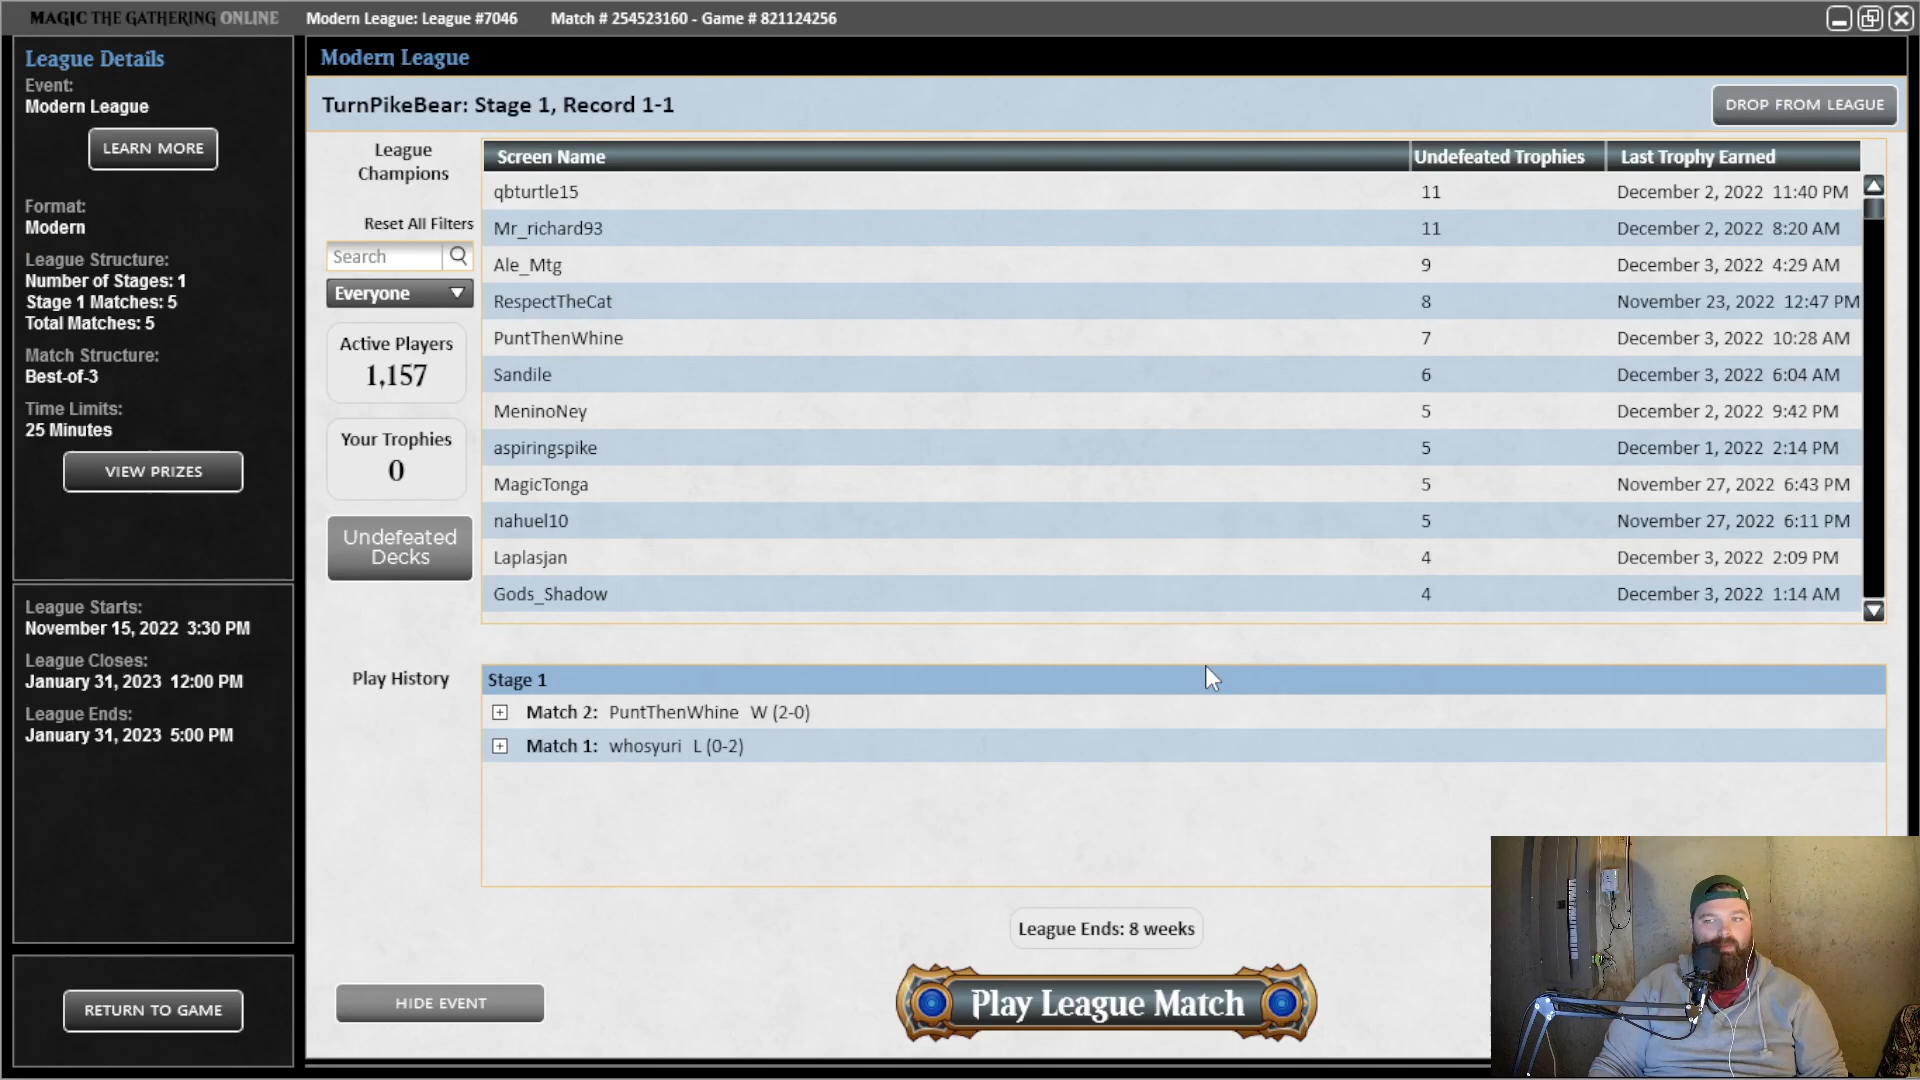 MAGIC THE GATHERING ONLINE
Modern League: League #7046
Match # 254523160 - Game # 821124256
League Details
Event:
Modern League
LEARN MORE
Format:
Modern
League Structure:
Number of Stages: 1
Stage 1 Matches: 5
Total Matches: 5
Match Structure:
Best-of-3
Time Limits:
25 Minutes
VIEW PRIZES
League Starts:
November 15, 2022 3:30 PM
League Closes:
January 31, 2023 12:00 PM
League Ends:
January 31, 2023 5:00 PM
RETURN TO GAME
Modern League
TurnPikeBear: Stage 1, Record 1-1
DROP FROM LEAGUE
League
Champions
Reset All Filters
Search
Everyone
Active Players
1,157
Your Trophies
0
Undefeated
Decks
Screen Name Undefeated Trophies Last Trophy Earned
qbturtle15 11 December 2, 2022 11:40 PM
Mr_richard93 11 December 2, 2022 8:20 AM
Ale_Mtg 9 December 3, 2022 4:29 AM
RespectTheCat 8 November 23, 2022 12:47 PM
PuntThenWhine 7 December 3, 2022 10:28 AM
Sandile 6 December 3, 2022 6:04 AM
MeninoNey 5 December 2, 2022 9:42 PM
aspiringspike 5 December 1, 2022 2:14 PM
MagicTonga 5 November 27, 2022 6:43 PM
nahuel10 5 November 27, 2022 6:11 PM
Laplasjan 4 December 3, 2022 2:09 PM
Gods_Shadow 4 December 3, 2022 1:14 AM
Play History
Stage 1
Match 2: PuntThenWhine W (2-0)
Match 1: whosyuri L (0-2)
League Ends: 8 weeks
HIDE EVENT
Play League Match